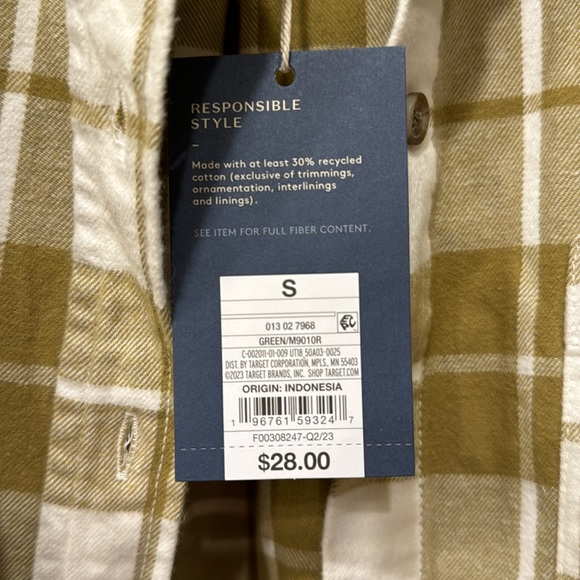 RESPONSIBLE
STYLE
–
Made with at least 30% recycled
cotton (exclusive of trimmings,
ornamentation, interlinings
and linings).
SEE ITEM FOR FULL FIBER CONTENT.
S
013 02 7968
GREEN/M9010R
C-002011-01-009 UT18_50A03-0025
DIST. BY TARGET CORPORATION, MPLS., MN 55403
©2023 TARGET BRANDS, INC. SHOP TARGET.COM
ORIGIN: INDONESIA
1 96761 59324 7
F00308247-Q2/23
$28.00